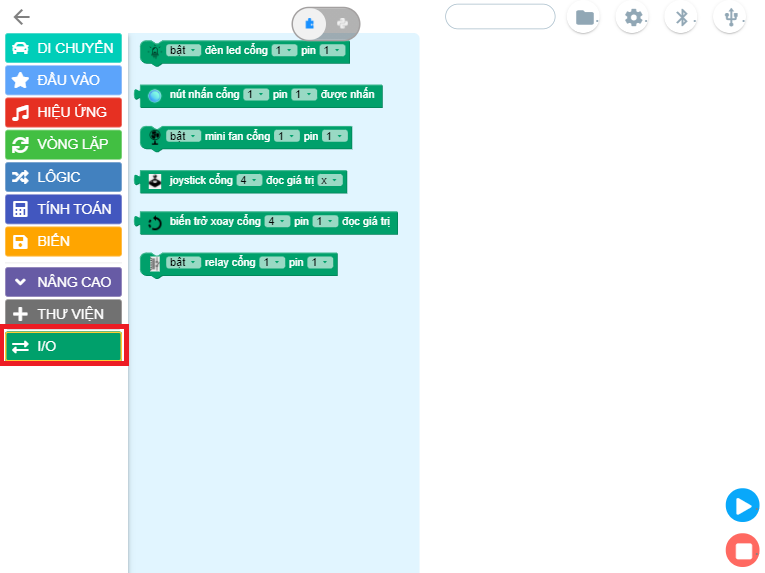 DI CHUYỂN
ĐẦU VÀO
HIỆU ỨNG
VÒNG LẶP
LÔGIC
TÍNH TOÁN
BIẾN
NÂNG CAO
THƯ VIỆN
I/O
bật đèn led cổng 1 pin 1
nút nhấn cổng 1 pin 1 được nhấn
bật mini fan cổng 1 pin 1
joystick cổng 4 đọc giá trị x
biến trở xoay cổng 4 pin 1 đọc giá trị
bật relay cổng 1 pin 1